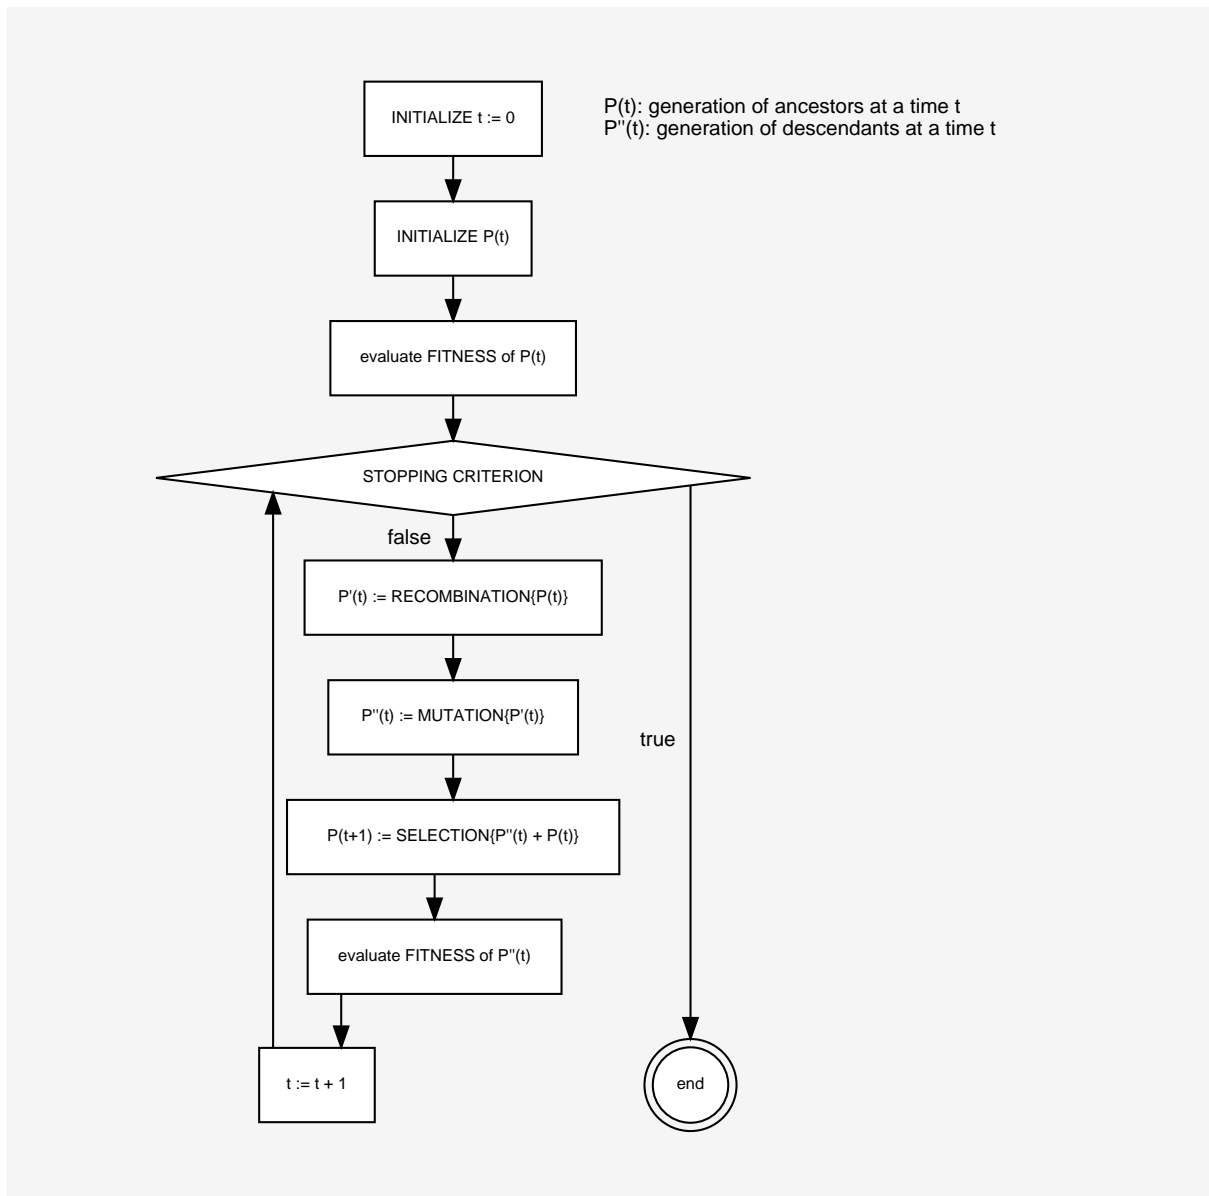 INITIALIZE t := 0
P(t): generation of ancestors at a time t
P''(t): generation of descendants at a time t
INITIALIZE P(t)
evaluate FITNESS of P(t)
STOPPING CRITERION
false
P'(t) := RECOMBINATION{P(t)}
P''(t) := MUTATION{P'(t)}
true
P(t+1) := SELECTION{P''(t) + P(t)}
evaluate FITNESS of P''(t)
t := t + 1
end